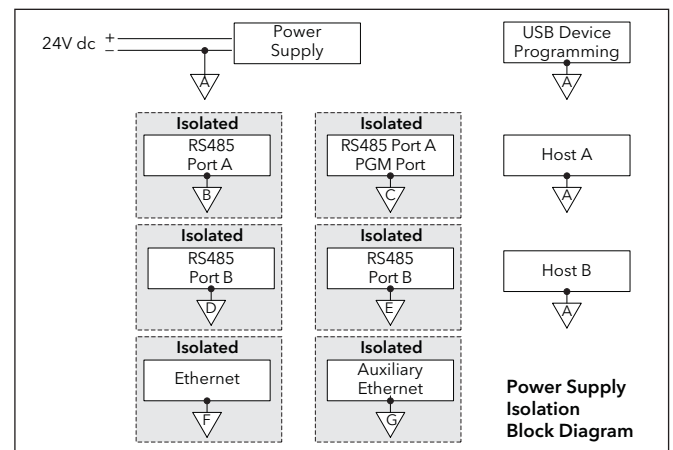 24V dc + −
Power
Supply
A
USB Device
Programming
A
Isolated
RS485
Port A
B
Isolated
RS485 Port A
PGM Port
C
Host A
A
Isolated
RS485
Port B
D
Isolated
RS485
Port B
E
Host B
A
Isolated
Ethernet
F
Isolated
Auxiliary
Ethernet
G
Power Supply
Isolation
Block Diagram